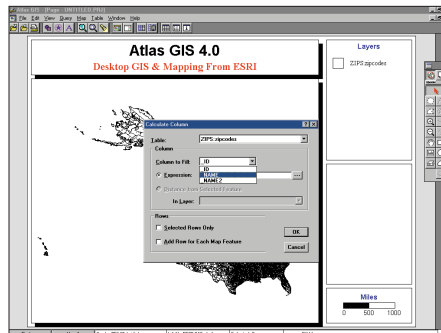 Atlas GIS - [Page - UNTITLED.PRJ]
File Edit View Query Map Table Window Help
Atlas GIS 4.0
Desktop GIS & Mapping From ESRI
Layers
ZIPS:zipcodes
Calculate Column
Table:
ZIPS:zipcodes
Column
Column to Fill:
_ID
_ID
Expression:
_NAME
_NAME2
Distance from Selected Feature
In Layer:
Rows
Selected Rows Only
Add Row for Each Map Feature
OK
Cancel
Miles
0 500 1000